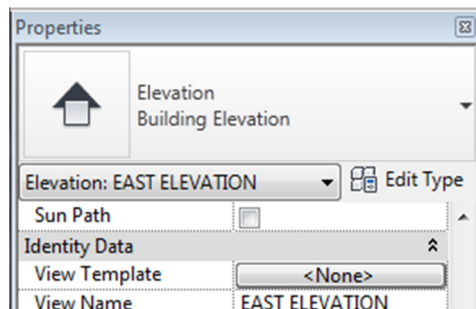 Properties
Elevation
Building Elevation
Elevation: EAST ELEVATION Edit Type
Sun Path
Identity Data
View Template <None>
View Name EAST ELEVATION